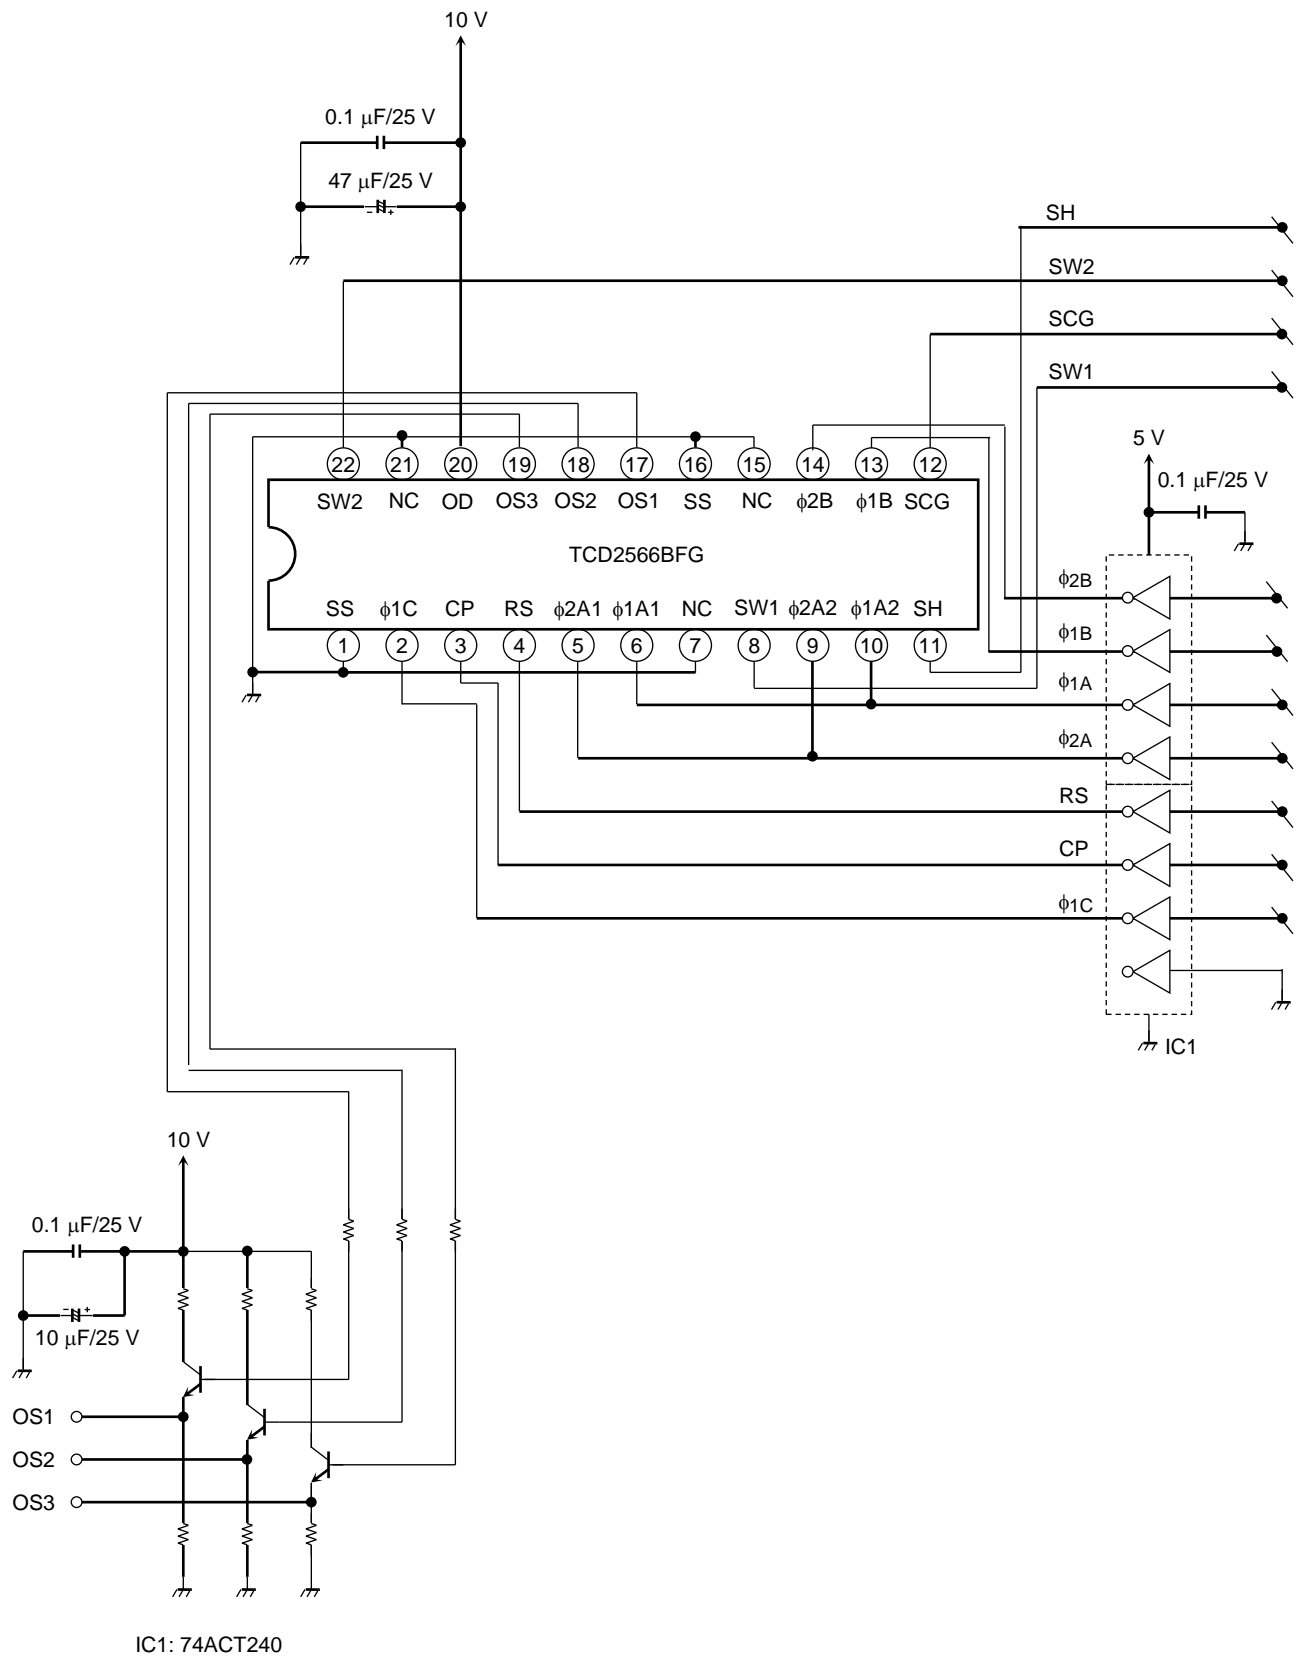 10 V
0.1 μF/25 V
47 μF/25 V
- +
SH
SW2
SCG
SW1
5 V
0.1 μF/25 V
22 21 20 19 18 17 16 15 14 13 12
SW2 NC OD OS3 OS2 OS1 SS NC ϕ2B ϕ1B SCG
TCD2566BFG
SS ϕ1C CP RS ϕ2A1 ϕ1A1 NC SW1 ϕ2A2 ϕ1A2 SH
1 2 3 4 5 6 7 8 9 10 11
ϕ2B
ϕ1B
ϕ1A
ϕ2A
RS
CP
ϕ1C
IC1
10 V
0.1 μF/25 V
- +
10 μF/25 V
OS1
OS2
OS3
IC1: 74ACT240